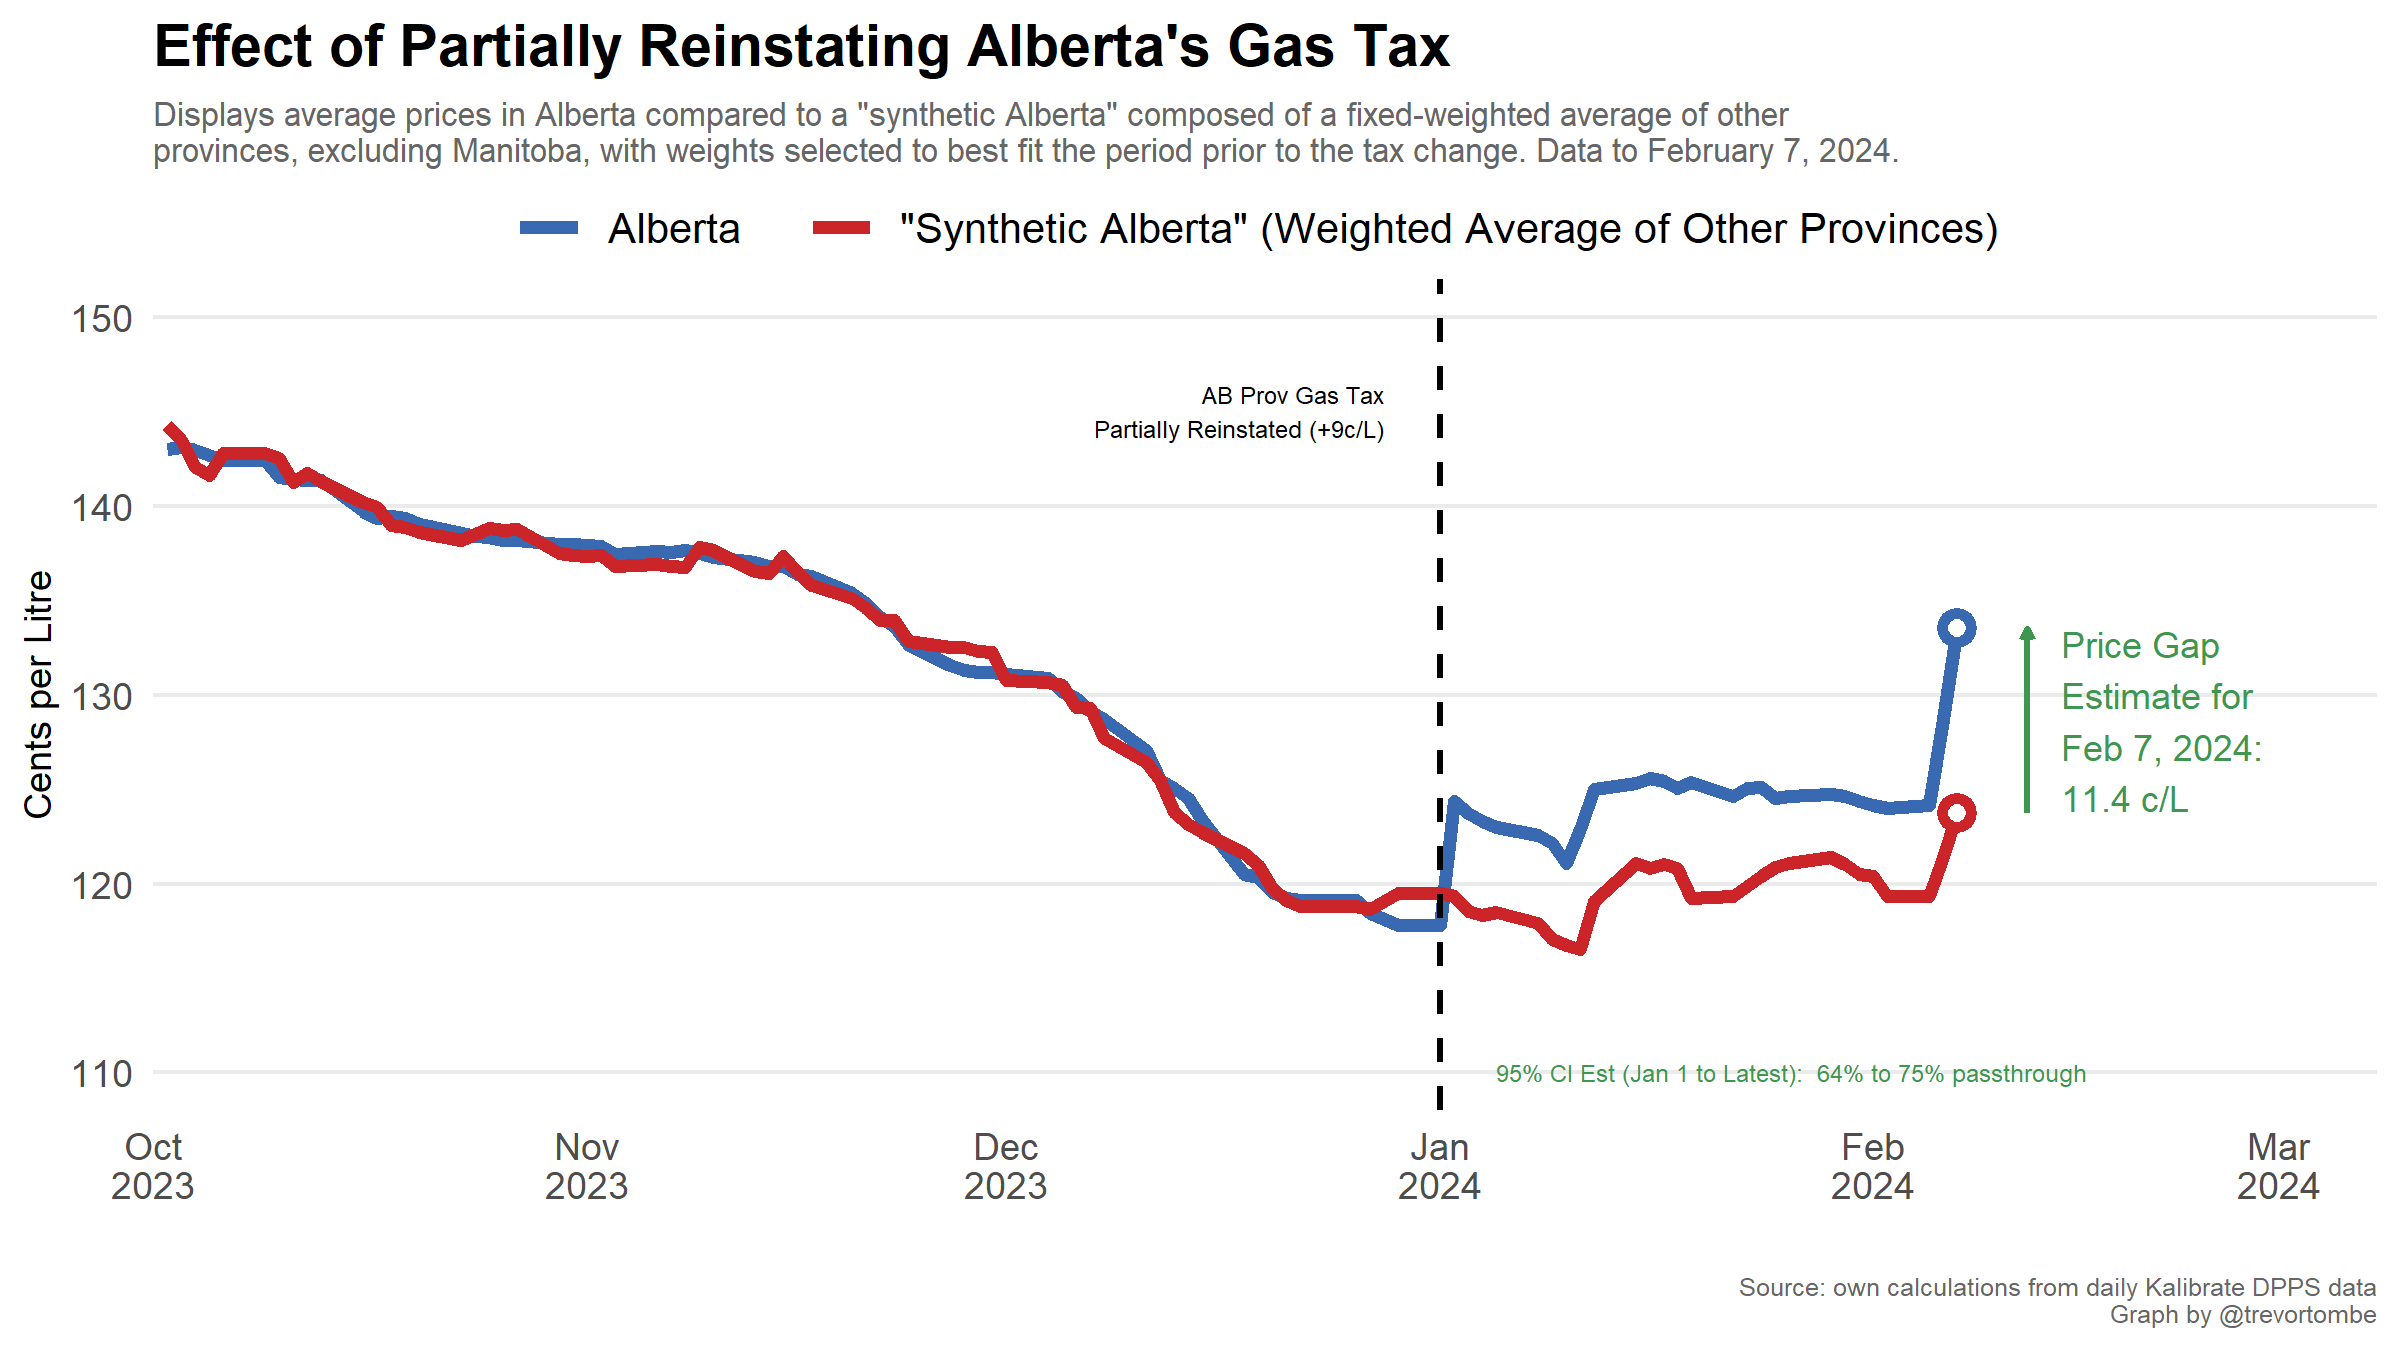 Effect of Partially Reinstating Alberta's Gas Tax
Displays average prices in Alberta compared to a "synthetic Alberta" composed of a fixed-weighted average of other
provinces, excluding Manitoba, with weights selected to best fit the period prior to the tax change. Data to February 7, 2024.
Alberta
"Synthetic Alberta" (Weighted Average of Other Provinces)
Cents per Litre
150
140
130
120
110
AB Prov Gas Tax
Partially Reinstated (+9c/L)
Price Gap
Estimate for
Feb 7, 2024:
11.4 c/L
95% CI Est (Jan 1 to Latest): 64% to 75% passthrough
Oct
2023
Nov
2023
Dec
2023
Jan
2024
Feb
2024
Mar
2024
Source: own calculations from daily Kalibrate DPPS data
Graph by @trevortombe